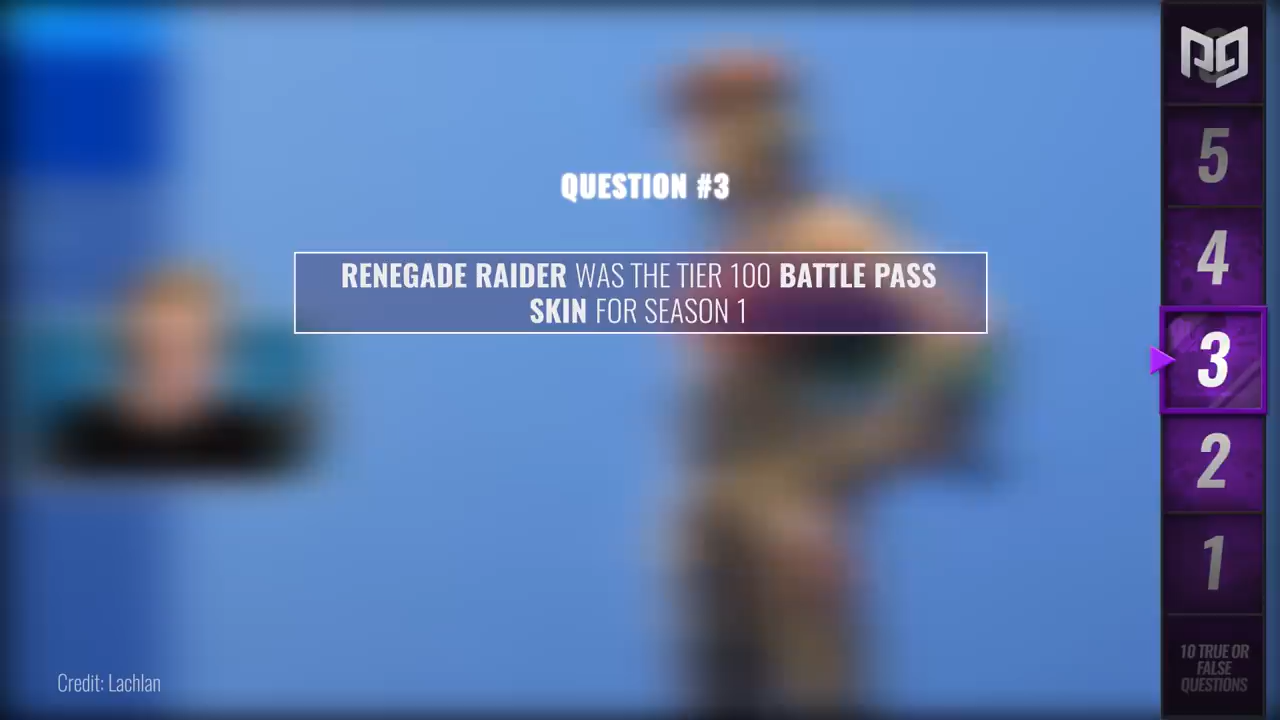 QUESTION #3
RENEGADE RAIDER WAS THE TIER 100 BATTLE PASS
SKIN FOR SEASON 1
5
4
3
2
1
10 TRUE OR
FALSE
QUESTIONS
Credit: Lachlan